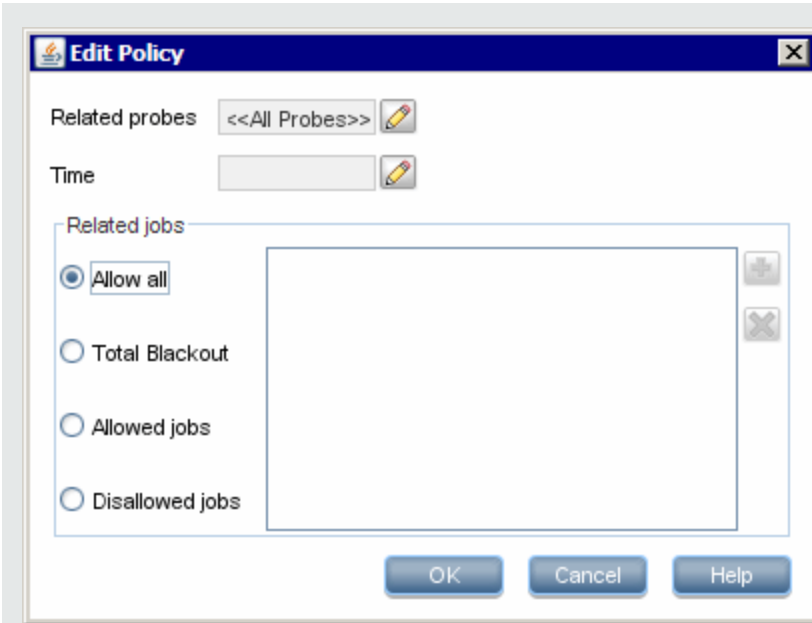 Edit Policy
Related probes <<All Probes>>
Time
Related jobs
Allow all
Total Blackout
Allowed jobs
Disallowed jobs
OK Cancel Help